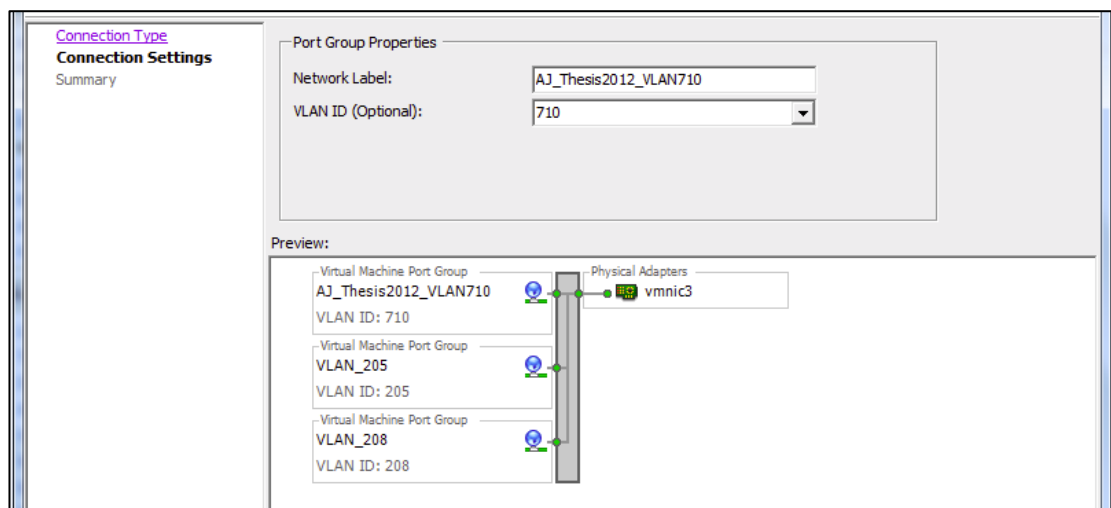 Connection Type
Connection Settings
Summary
Port Group Properties
Network Label: AJ_Thesis2012_VLAN710
VLAN ID (Optional): 710
Preview:
Virtual Machine Port Group
AJ_Thesis2012_VLAN710
VLAN ID: 710
Physical Adapters
vmnic3
Virtual Machine Port Group
VLAN_205
VLAN ID: 205
Virtual Machine Port Group
VLAN_208
VLAN ID: 208